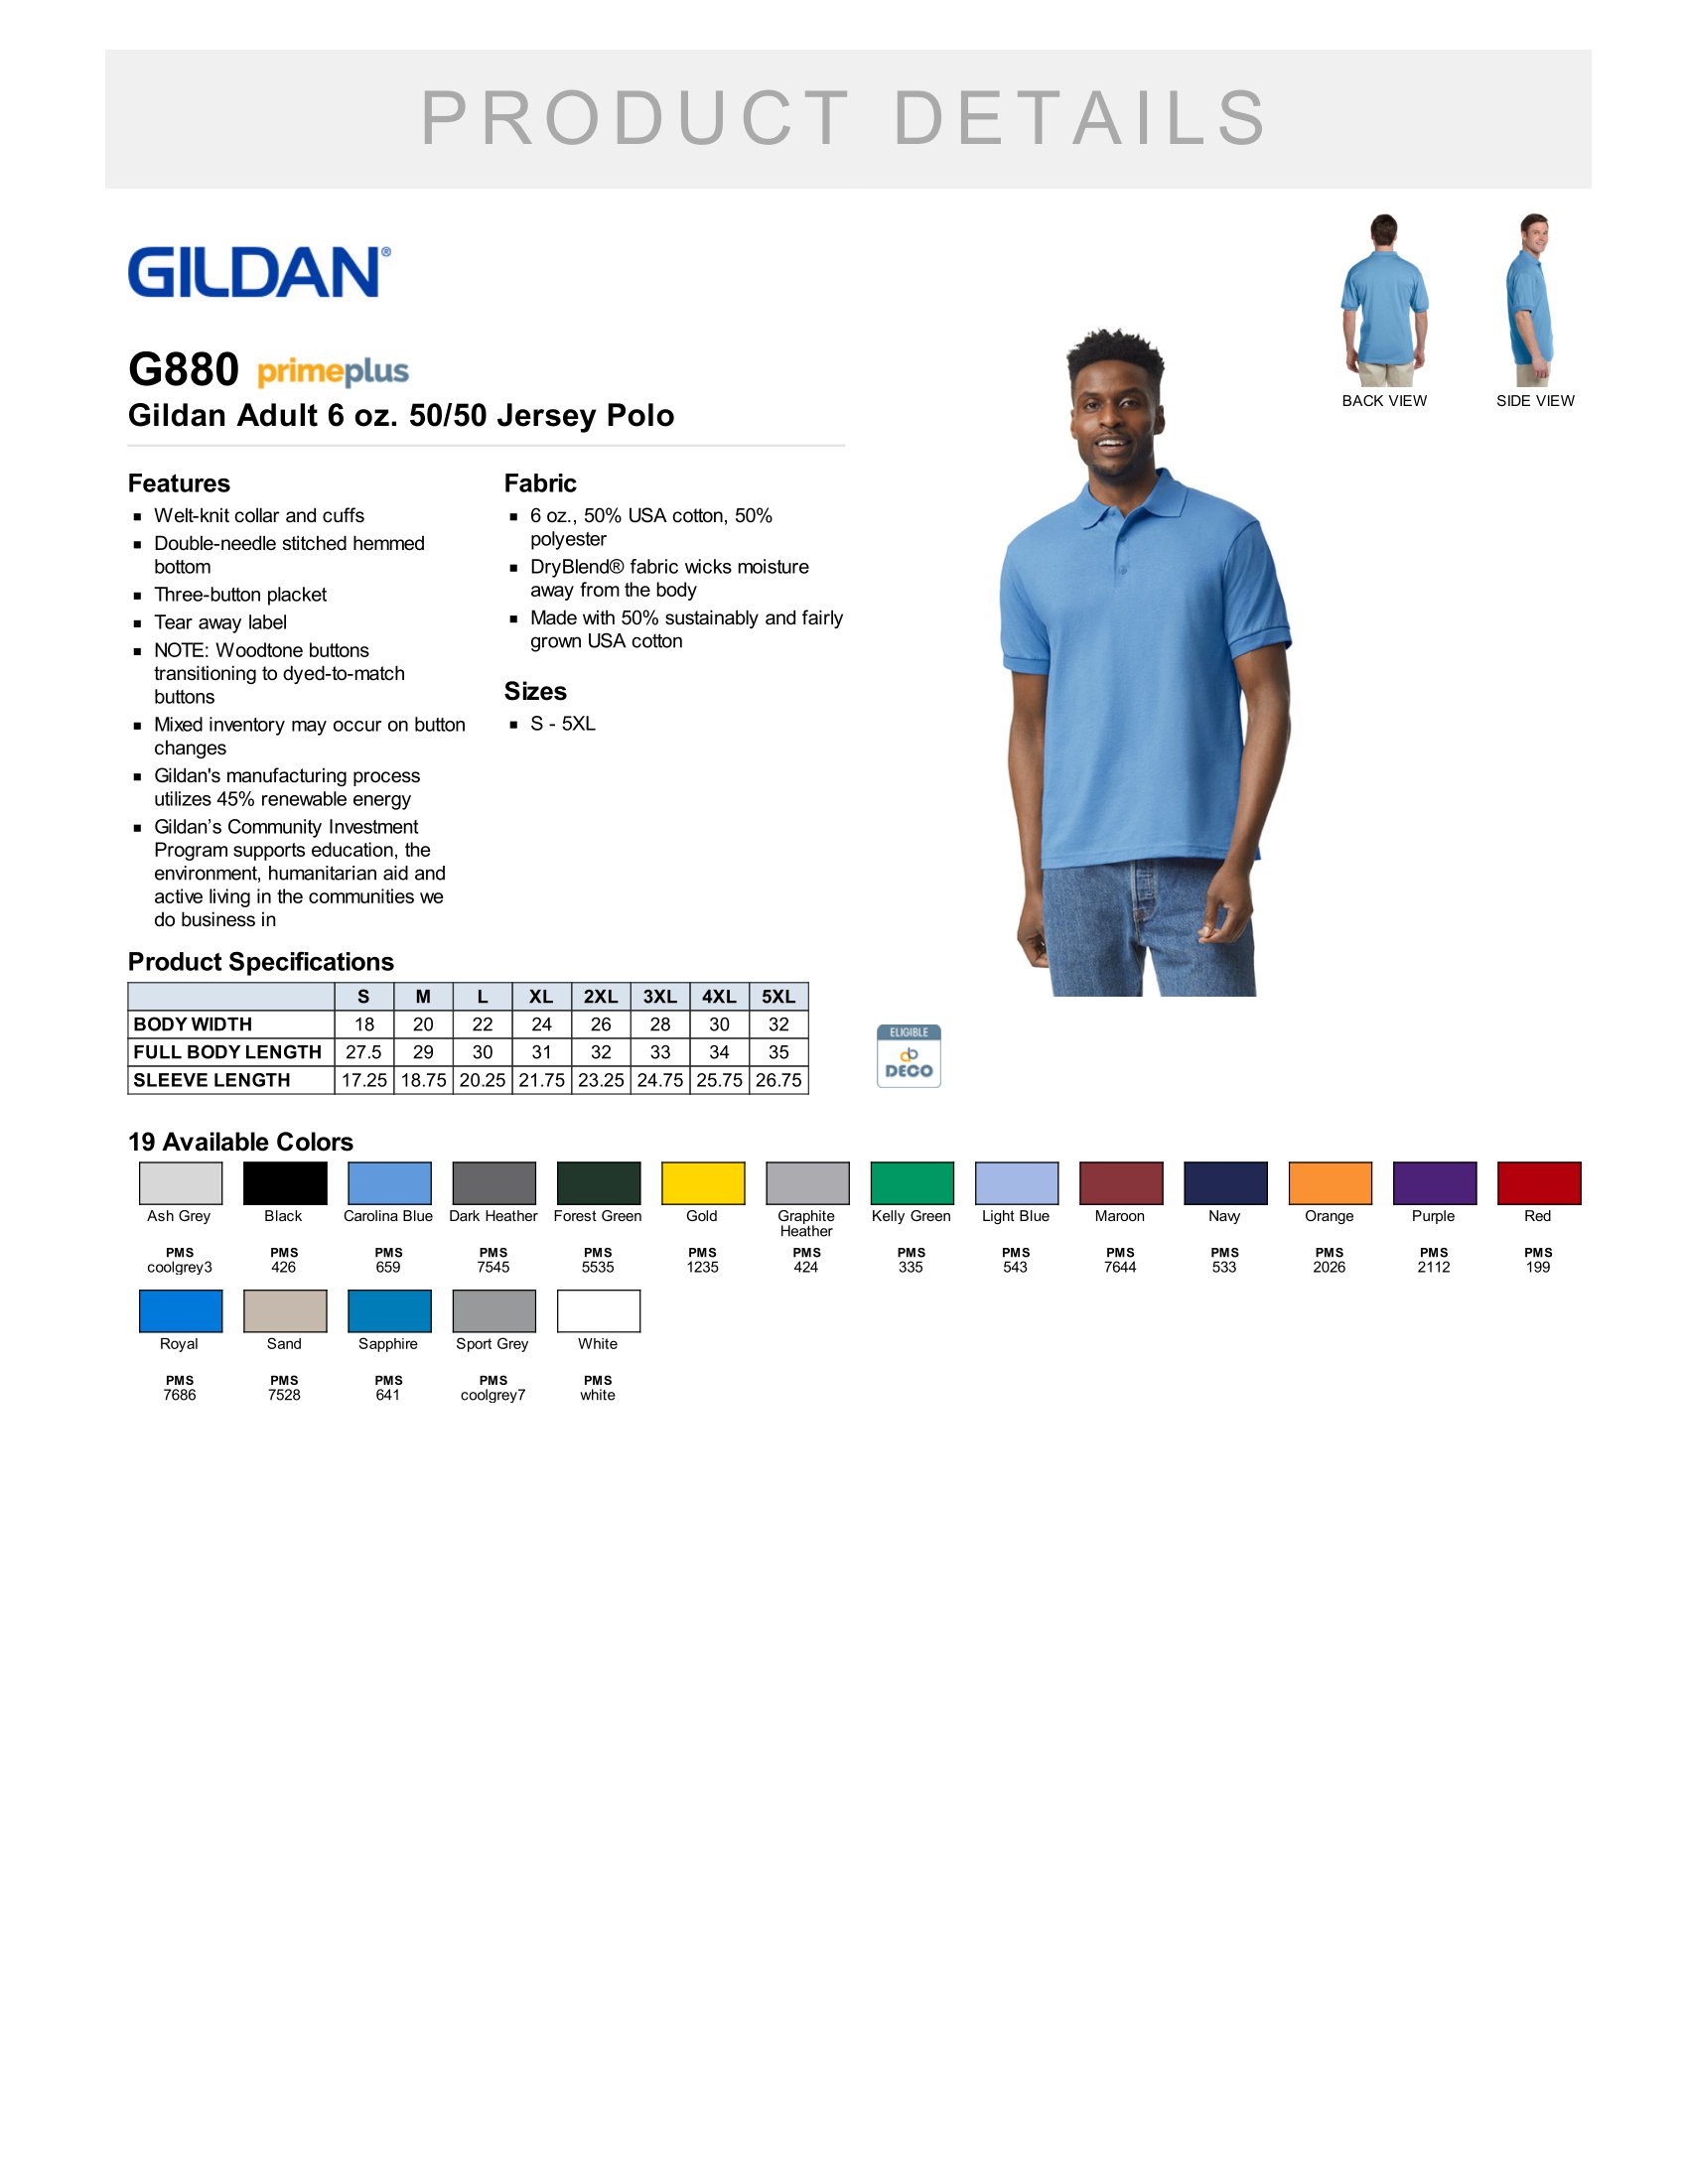 PRODUCT DETAILS
GILDAN®
G880 primeplus
Gildan Adult 6 oz. 50/50 Jersey Polo
BACK VIEW
SIDE VIEW
Features
▪ Welt-knit collar and cuffs
▪ Double-needle stitched hemmed
bottom
▪ Three-button placket
▪ Tear away label
▪ NOTE: Woodtone buttons
transitioning to dyed-to-match
buttons
▪ Mixed inventory may occur on button
changes
▪ Gildan's manufacturing process
utilizes 45% renewable energy
▪ Gildan’s Community Investment
Program supports education, the
environment, humanitarian aid and
active living in the communities we
do business in
Fabric
▪ 6 oz., 50% USA cotton, 50%
polyester
▪ DryBlend® fabric wicks moisture
away from the body
▪ Made with 50% sustainably and fairly
grown USA cotton
Sizes
▪ S - 5XL
Product Specifications
S M L XL 2XL 3XL 4XL 5XL
BODY WIDTH 18 20 22 24 26 28 30 32
FULL BODY LENGTH 27.5 29 30 31 32 33 34 35
SLEEVE LENGTH 17.25 18.75 20.25 21.75 23.25 24.75 25.75 26.75
ELIGIBLE
ab
DECO
19 Available Colors
Ash Grey Black Carolina Blue Dark Heather Forest Green Gold Graphite Kelly Green Light Blue Maroon Navy Orange Purple Red
Heather
PMS PMS PMS PMS PMS PMS PMS PMS PMS PMS PMS PMS PMS PMS
coolgrey3 426 659 7545 5535 1235 424 335 543 7644 533 2026 2112 199
Royal Sand Sapphire Sport Grey White
PMS PMS PMS PMS PMS
7686 7528 641 coolgrey7 white